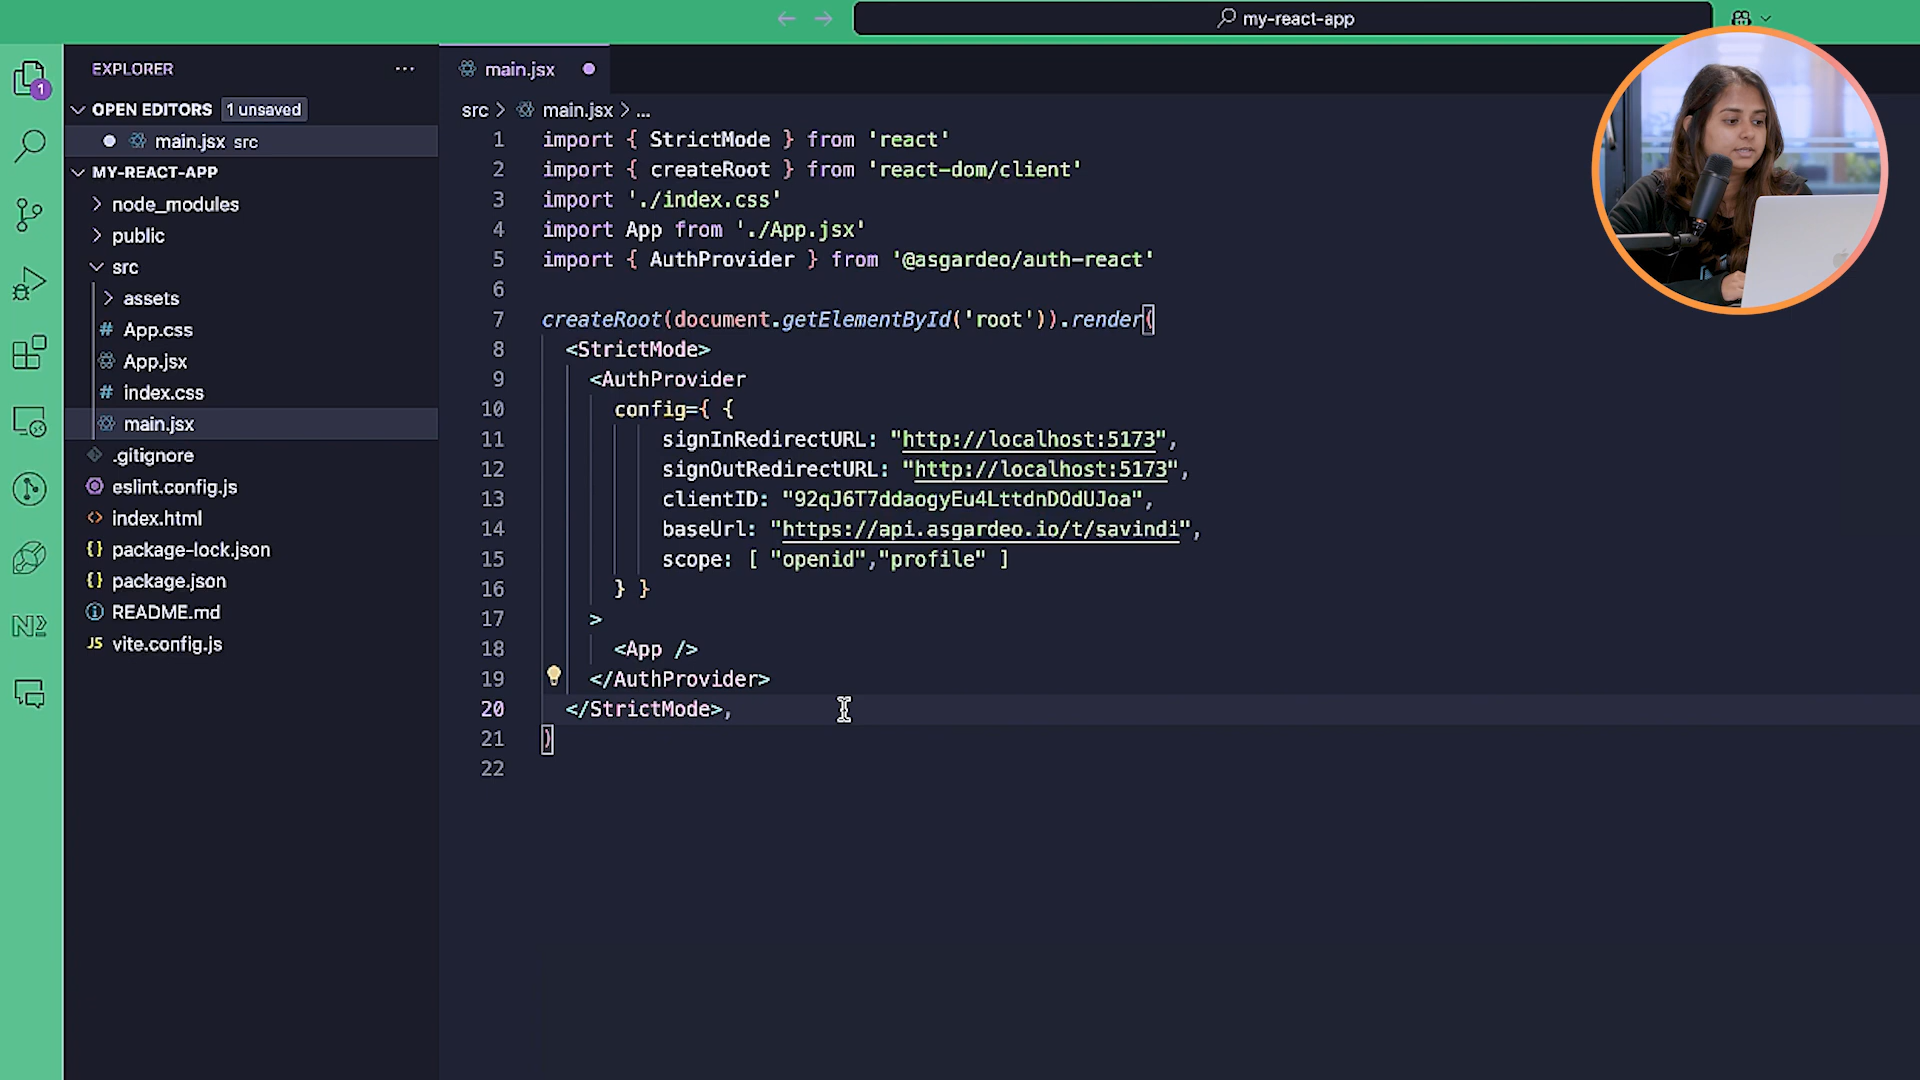 my-react-app
EXPLORER
OPEN EDITORS 1 unsaved
main.jsx src
MY-REACT-APP
node_modules
public
src
assets
App.css
App.jsx
index.css
main.jsx
.gitignore
eslint.config.js
index.html
package-lock.json
package.json
README.md
vite.config.js
1
main.jsx
src > main.jsx > ...
1 import { StrictMode } from 'react'
2 import { createRoot } from 'react-dom/client'
3 import './index.css'
4 import App from './App.jsx'
5 import { AuthProvider } from '@asgardeo/auth-react'
6
7 createRoot(document.getElementById('root')).render(
8 <StrictMode>
9 <AuthProvider
10 config={ {
11 signInRedirectURL: "http://localhost:5173",
12 signOutRedirectURL: "http://localhost:5173",
13 clientID: "92qJ6T7ddaogyEu4LttdnDOdUJoa",
14 baseUrl: "https://api.asgardeo.io/t/savindi",
15 scope: [ "openid","profile" ]
16 } }
17 >
18 <App />
19 </AuthProvider>
20 </StrictMode>,
21 )
22